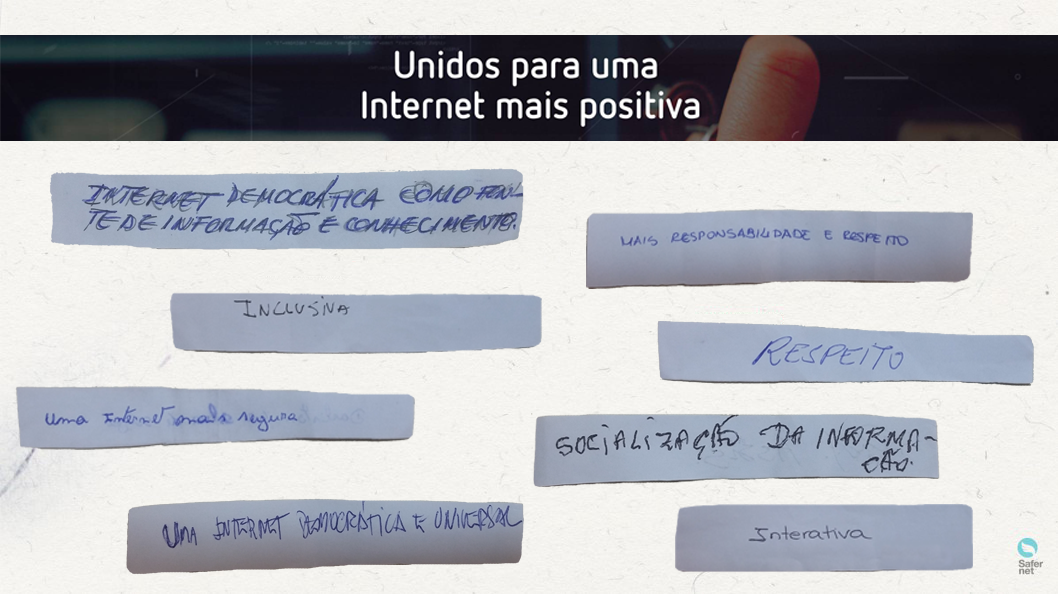 Unidos para uma
Internet mais positiva
INTERNET DEMOCRÁTICA COMO FON-
TE DE INFORMAÇÃO E CONHECIMENTO.
MAIS RESPONSABILIDADE E RESPEITO
INCLUSIVA
RESPEITO
uma Internet mais segura
SOCIALIZAÇÃO DA INFORMA-
ÇÃO.
UMA INTERNET DEMOCRÁTICA E UNIVERSAL
Interativa
Safer
net